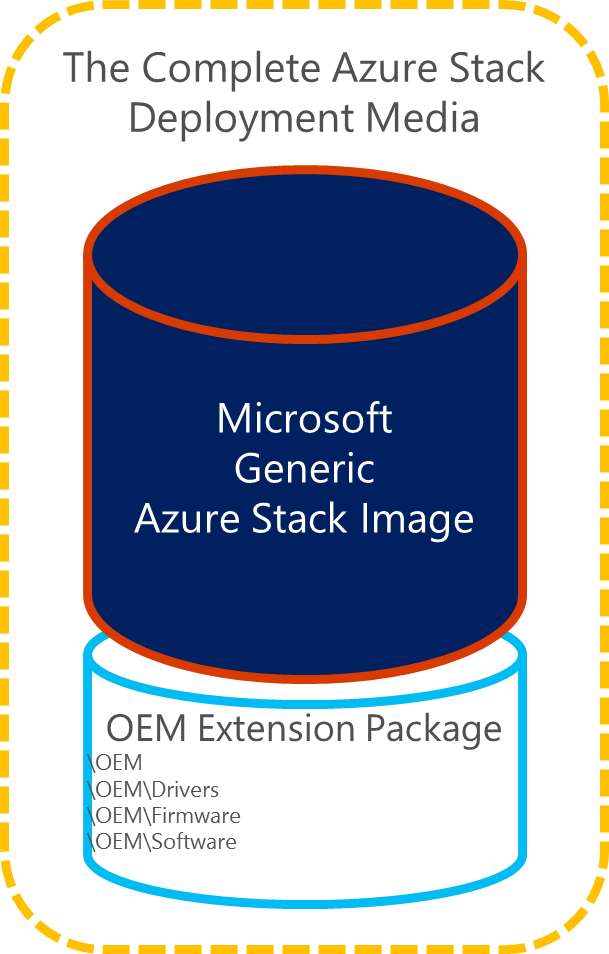 The Complete Azure Stack
Deployment Media
Microsoft
Generic
Azure Stack Image
OEM Extension Package
\OEM
\OEM\Drivers
\OEM\Firmware
\OEM\Software